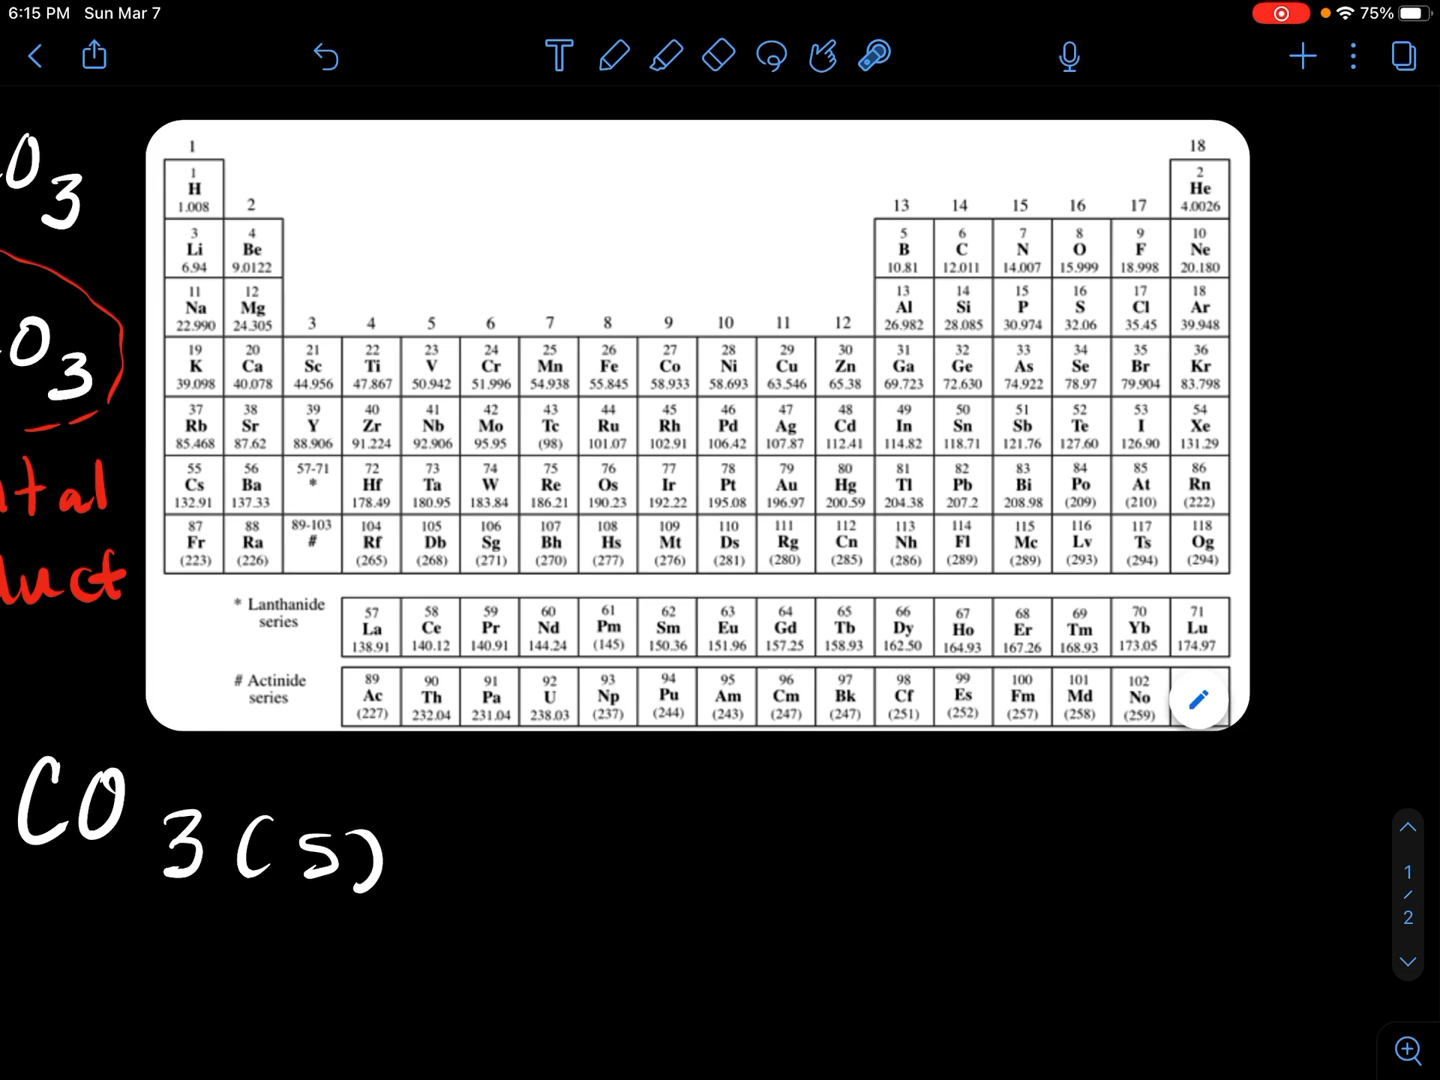 6:15 PM Sun Mar 7 75%
O3
O3
tal
duct
1 18
1 H 1.008 2 He 4.0026
2 13 14 15 16 17
3 Li 6.94 4 Be 9.0122 5 B 10.81 6 C 12.011 7 N 14.007 8 O 15.999 9 F 18.998 10 Ne 20.180
11 Na 22.990 12 Mg 24.305 13 Al 26.982 14 Si 28.085 15 P 30.974 16 S 32.06 17 Cl 35.45 18 Ar 39.948
3 4 5 6 7 8 9 10 11 12
19 K 39.098 20 Ca 40.078 21 Sc 44.956 22 Ti 47.867 23 V 50.942 24 Cr 51.996 25 Mn 54.938 26 Fe 55.845 27 Co 58.933 28 Ni 58.693 29 Cu 63.546 30 Zn 65.38 31 Ga 69.723 32 Ge 72.630 33 As 74.922 34 Se 78.97 35 Br 79.904 36 Kr 83.798
37 Rb 85.468 38 Sr 87.62 39 Y 88.906 40 Zr 91.224 41 Nb 92.906 42 Mo 95.95 43 Tc (98) 44 Ru 101.07 45 Rh 102.91 46 Pd 106.42 47 Ag 107.87 48 Cd 112.41 49 In 114.82 50 Sn 118.71 51 Sb 121.76 52 Te 127.60 53 I 126.90 54 Xe 131.29
55 Cs 132.91 56 Ba 137.33 57-71 * 72 Hf 178.49 73 Ta 180.95 74 W 183.84 75 Re 186.21 76 Os 190.23 77 Ir 192.22 78 Pt 195.08 79 Au 196.97 80 Hg 200.59 81 Tl 204.38 82 Pb 207.2 83 Bi 208.98 84 Po (209) 85 At (210) 86 Rn (222)
87 Fr (223) 88 Ra (226) 89-103 # 104 Rf (265) 105 Db (268) 106 Sg (271) 107 Bh (270) 108 Hs (277) 109 Mt (276) 110 Ds (281) 111 Rg (280) 112 Cn (285) 113 Nh (286) 114 Fl (289) 115 Mc (289) 116 Lv (293) 117 Ts (294) 118 Og (294)
* Lanthanide series
57 La 138.91 58 Ce 140.12 59 Pr 140.91 60 Nd 144.24 61 Pm (145) 62 Sm 150.36 63 Eu 151.96 64 Gd 157.25 65 Tb 158.93 66 Dy 162.50 67 Ho 164.93 68 Er 167.26 69 Tm 168.93 70 Yb 173.05 71 Lu 174.97
# Actinide series
89 Ac (227) 90 Th 232.04 91 Pa 231.04 92 U 238.03 93 Np (237) 94 Pu (244) 95 Am (243) 96 Cm (247) 97 Bk (247) 98 Cf (251) 99 Es (252) 100 Fm (257) 101 Md (258) 102 No (259)
CO3(s)
1
/
2